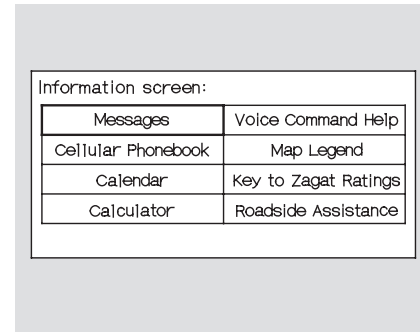 Information screen:
Messages Voice Command Help
Cellular Phonebook Map Legend
Calendar Key to Zagat Ratings
Calculator Roadside Assistance